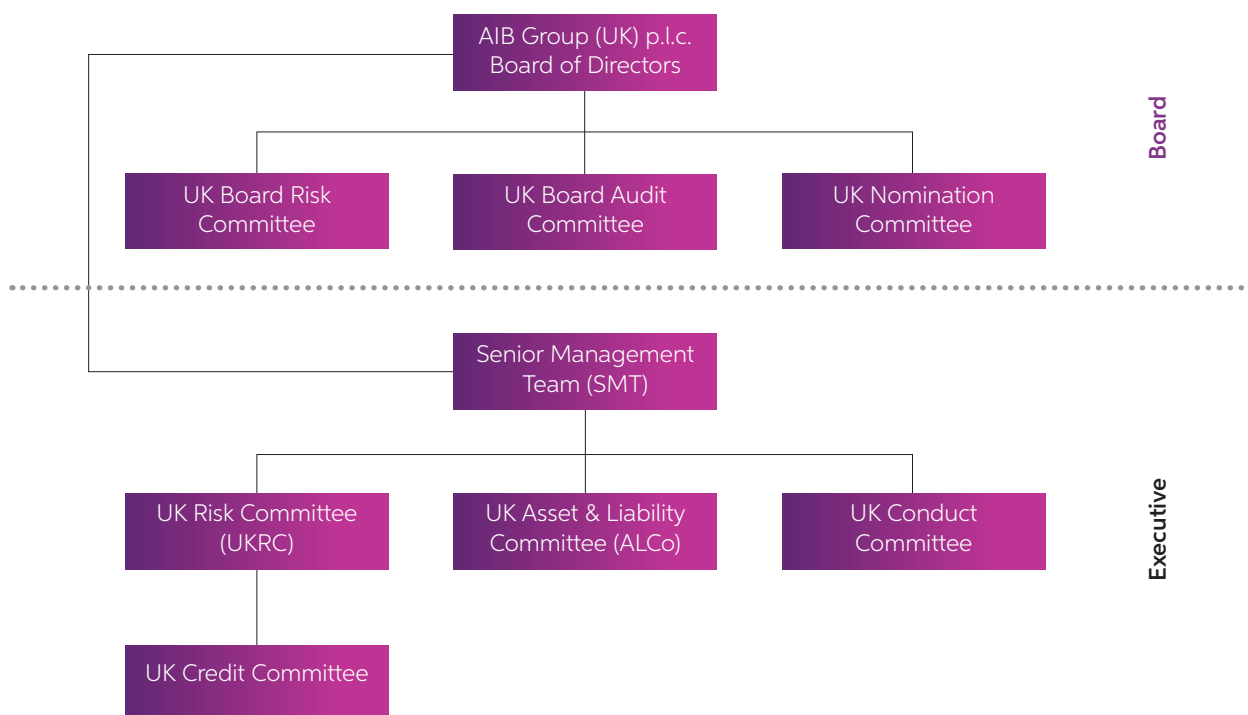 AIB Group (UK) p.l.c.
Board of Directors
Board
UK Board Risk
Committee
UK Board Audit
Committee
UK Nomination
Committee
Senior Management
Team (SMT)
Executive
UK Risk Committee
(UKRC)
UK Asset & Liability
Committee (ALCo)
UK Conduct
Committee
UK Credit Committee